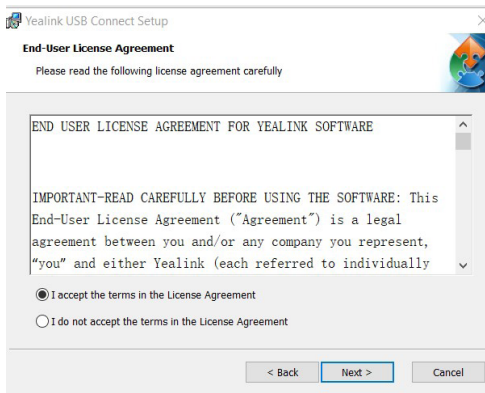 Yealink USB Connect Setup
End-User License Agreement
Please read the following license agreement carefully
END USER LICENSE AGREEMENT FOR YEALINK SOFTWARE
IMPORTANT-READ CAREFULLY BEFORE USING THE SOFTWARE: This
End-User License Agreement (″Agreement″) is a legal
agreement between you and/or any company you represent,
“you” and either Yealink (each referred to individually
I accept the terms in the License Agreement
I do not accept the terms in the License Agreement
< Back Next > Cancel